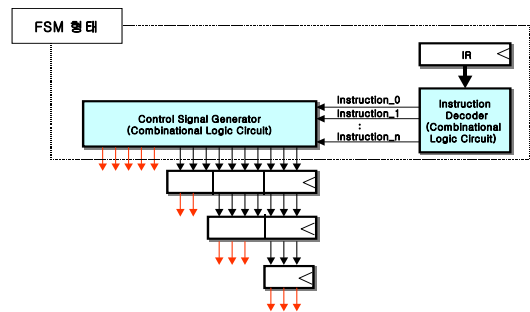 FSM 형태
IR
Instruction_0
Instruction_1
:
Instruction_n
Instruction
Decoder
(Combinational
Logic Circuit)
Control Signal Generator
(Combinational Logic Circuit)